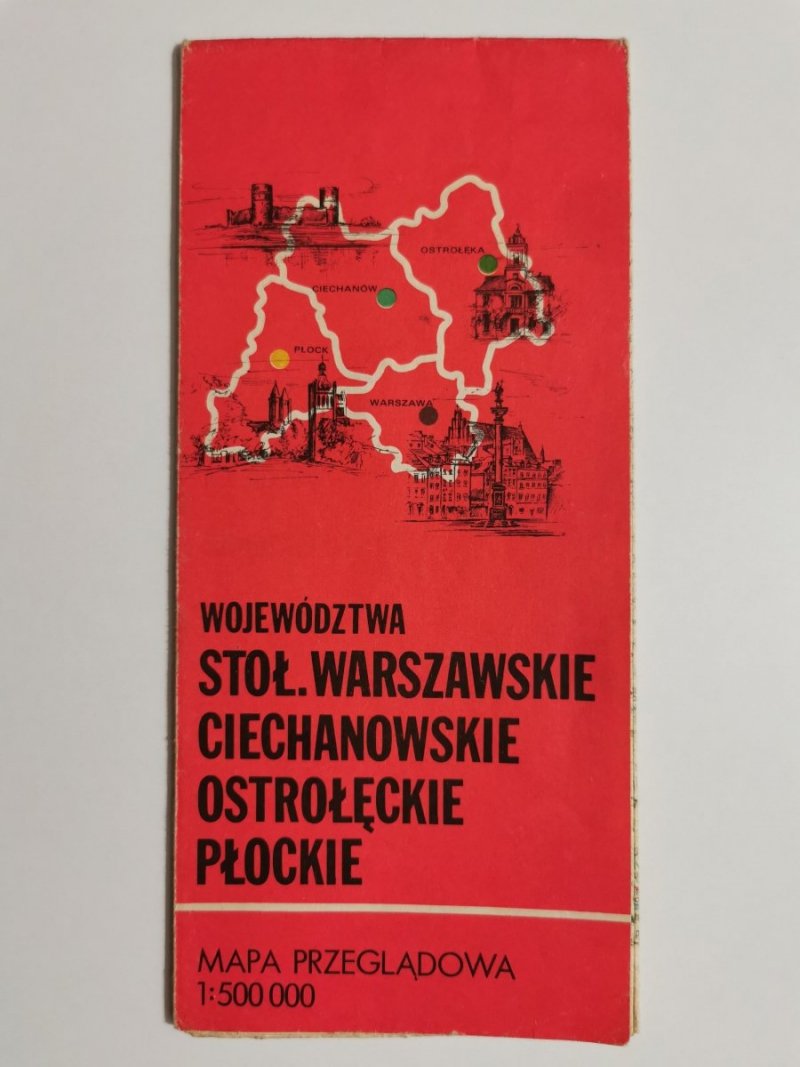 OSTROŁĘKA
CIECHANÓW
PŁOCK
WARSZAWA
WOJEWÓDZTWA
STOŁ. WARSZAWSKIE
CIECHANOWSKIE
OSTROŁĘCKIE
PŁOCKIE
MAPA PRZEGLĄDOWA
1:500 000